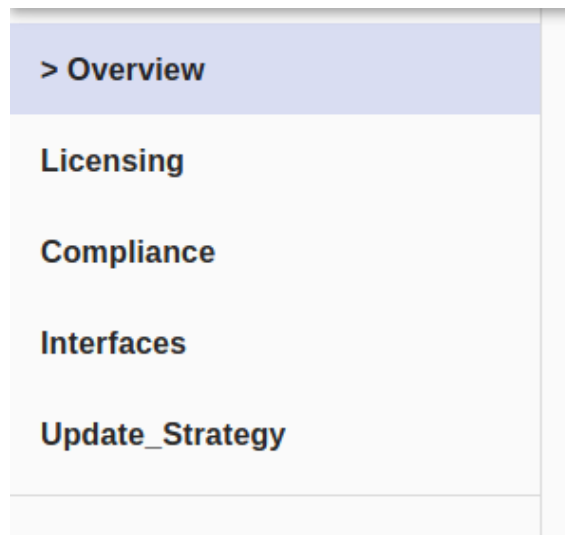 > Overview
Licensing
Compliance
Interfaces
Update_Strategy